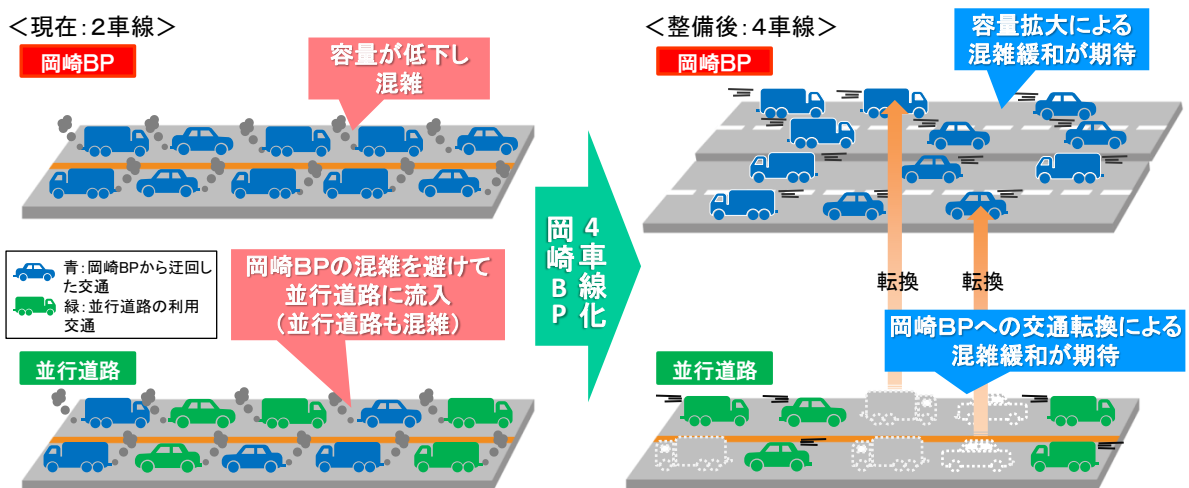 ＜現在：２車線＞
岡崎BP
容量が低下し
混雑
青：岡崎BPから迂回し
た交通
緑：並行道路の利用
交通
岡崎ＢＰの混雑を避けて
並行道路に流入
（並行道路も混雑）
並行道路
岡崎ＢＰ
４車線化
＜整備後：４車線＞
岡崎BP
容量拡大による
混雑緩和が期待
転換
転換
岡崎ＢＰへの交通転換による
混雑緩和が期待
並行道路